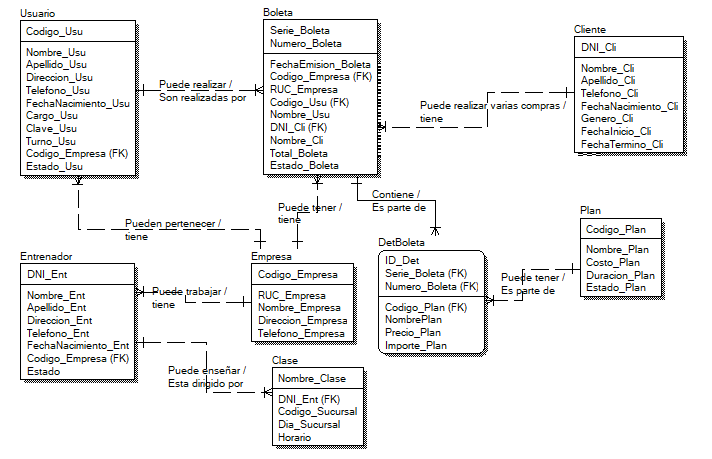 Usuario
Codigo_Usu
Nombre_Usu
Apellido_Usu
Direccion_Usu
Telefono_Usu
FechaNacimiento_Usu
Cargo_Usu
Clave_Usu
Turno_Usu
Codigo_Empresa (FK)
Estado_Usu
Puede realizar /
Son realizadas por
Boleta
Serie_Boleta
Numero_Boleta
FechaEmision_Boleta
Codigo_Empresa (FK)
RUC_Empresa
Codigo_Usu (FK)
Nombre_Usu
DNI_Cli (FK)
Nombre_Cli
Total_Boleta
Estado_Boleta
Puede realizar varias compras /
tiene
Cliente
DNI_Cli
Nombre_Cli
Apellido_Cli
Telefono_Cli
FechaNacimiento_Cli
Genero_Cli
FechaInicio_Cli
FechaTermino_Cli
Pueden pertenecer /
tiene
Puede tener /
tiene
Contiene /
Es parte de
Entrenador
DNI_Ent
Nombre_Ent
Apellido_Ent
Direccion_Ent
Telefono_Ent
FechaNacimiento_Ent
Codigo_Empresa (FK)
Estado
Puede trabajar /
tiene
Empresa
Codigo_Empresa
RUC_Empresa
Nombre_Empresa
Direccion_Empresa
Telefono_Empresa
DetBoleta
ID_Det
Serie_Boleta (FK)
Numero_Boleta (FK)
Codigo_Plan (FK)
NombrePlan
Precio_Plan
Importe_Plan
Puede tener /
Es parte de
Plan
Codigo_Plan
Nombre_Plan
Costo_Plan
Duracion_Plan
Estado_Plan
Puede enseñar /
Esta dirigido por
Clase
Nombre_Clase
DNI_Ent (FK)
Codigo_Sucursal
Dia_Sucursal
Horario